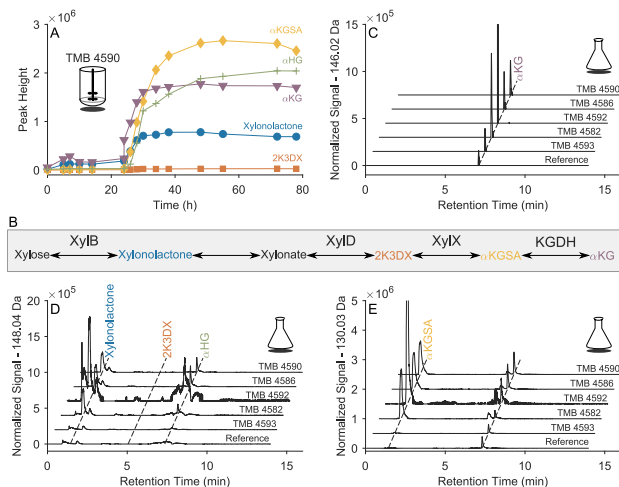 A
× 10⁶
TMB 4590
αKGSA
αHG
αKG
Xylonolactone
2K3DX
Peak Height
3
2
1
0
0 20 40 60 80
Time (h)
C
× 10⁵
Normalized Signal - 146.02 Da
15
10
5
0
αKG
TMB 4590
TMB 4586
TMB 4592
TMB 4582
TMB 4593
Reference
0 5 10 15
Retention Time (min)
B
XylB XylD XylX KGDH
Xylose Xylonolactone Xylonate 2K3DX αKGSA αKG
D
× 10⁵
Normalized Signal - 148.04 Da
20
15
10
5
0
Xylonolactone
2K3DX
αHG
TMB 4590
TMB 4586
TMB 4592
TMB 4582
TMB 4593
Reference
0 5 10 15
Retention Time (min)
E
× 10⁶
Normalized Signal - 130.03 Da
4
3
2
1
0
αKGSA
TMB 4590
TMB 4586
TMB 4592
TMB 4582
TMB 4593
Reference
0 5 10 15
Retention Time (min)